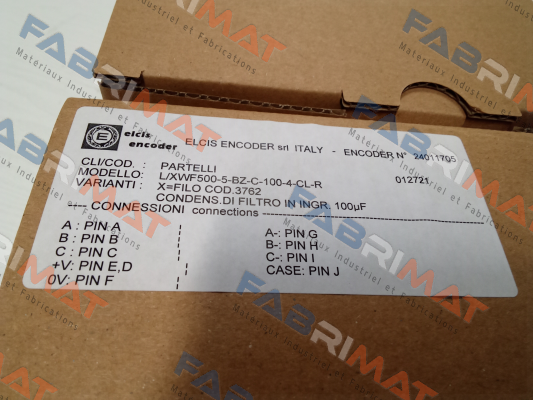 FABRIMAT
Materiaux Industriel et Fabrications
elcis
encoder
ELCIS ENCODER srl ITALY - ENCODER N° 24011705
CLI/COD. : PARTELLI
MODELLO: L/XWF500-5-BZ-C-100-4-CL-R 012721
VARIANTI : X=FILO COD.3762
CONDENS.DI FILTRO IN INGR. 100µF
---- CONNESSIONI connections ----
A : PIN A
B : PIN B
C : PIN C
+V: PIN E,D
0V: PIN F
A-: PIN G
B-: PIN H
C-: PIN I
CASE: PIN J